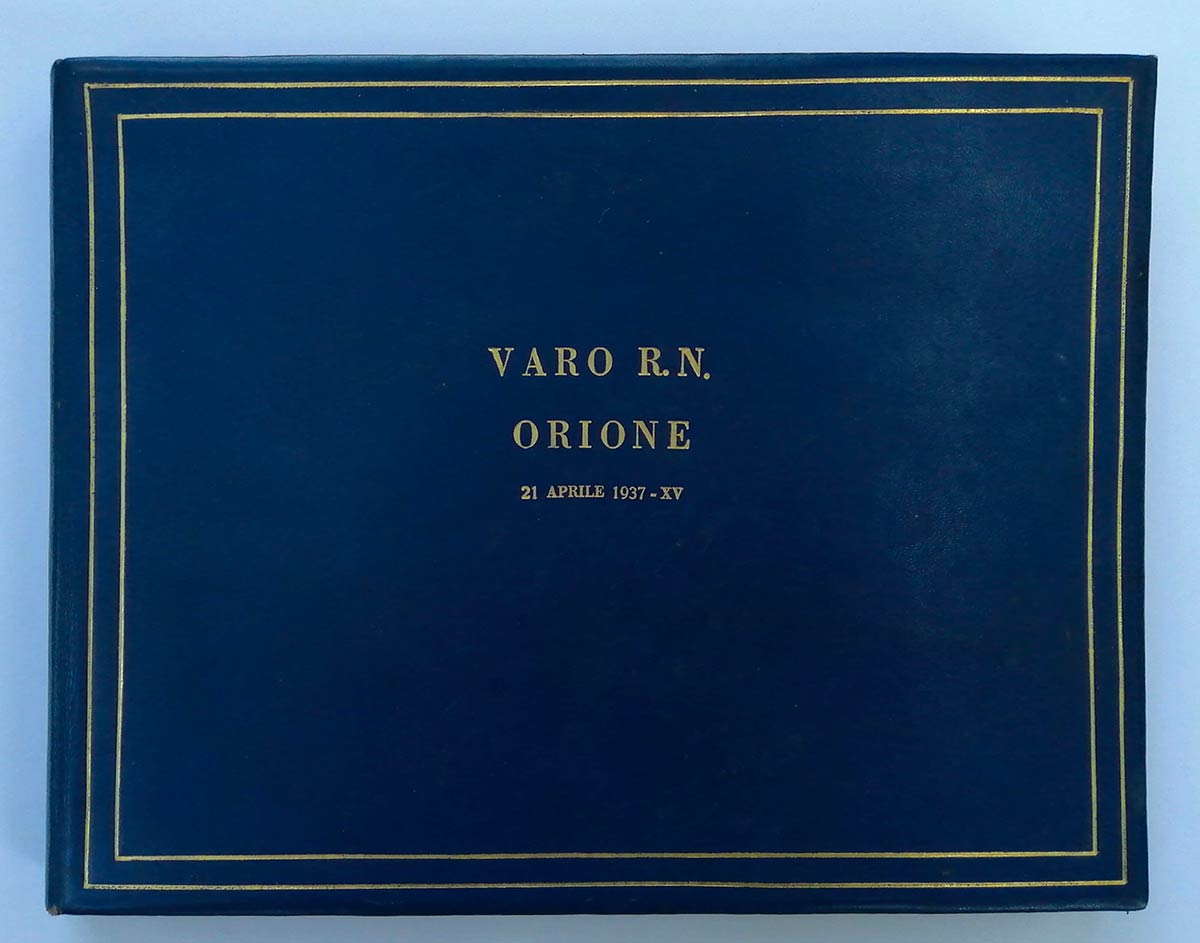 VARO R.N.
ORIONE
21 APRILE 1937 - XV